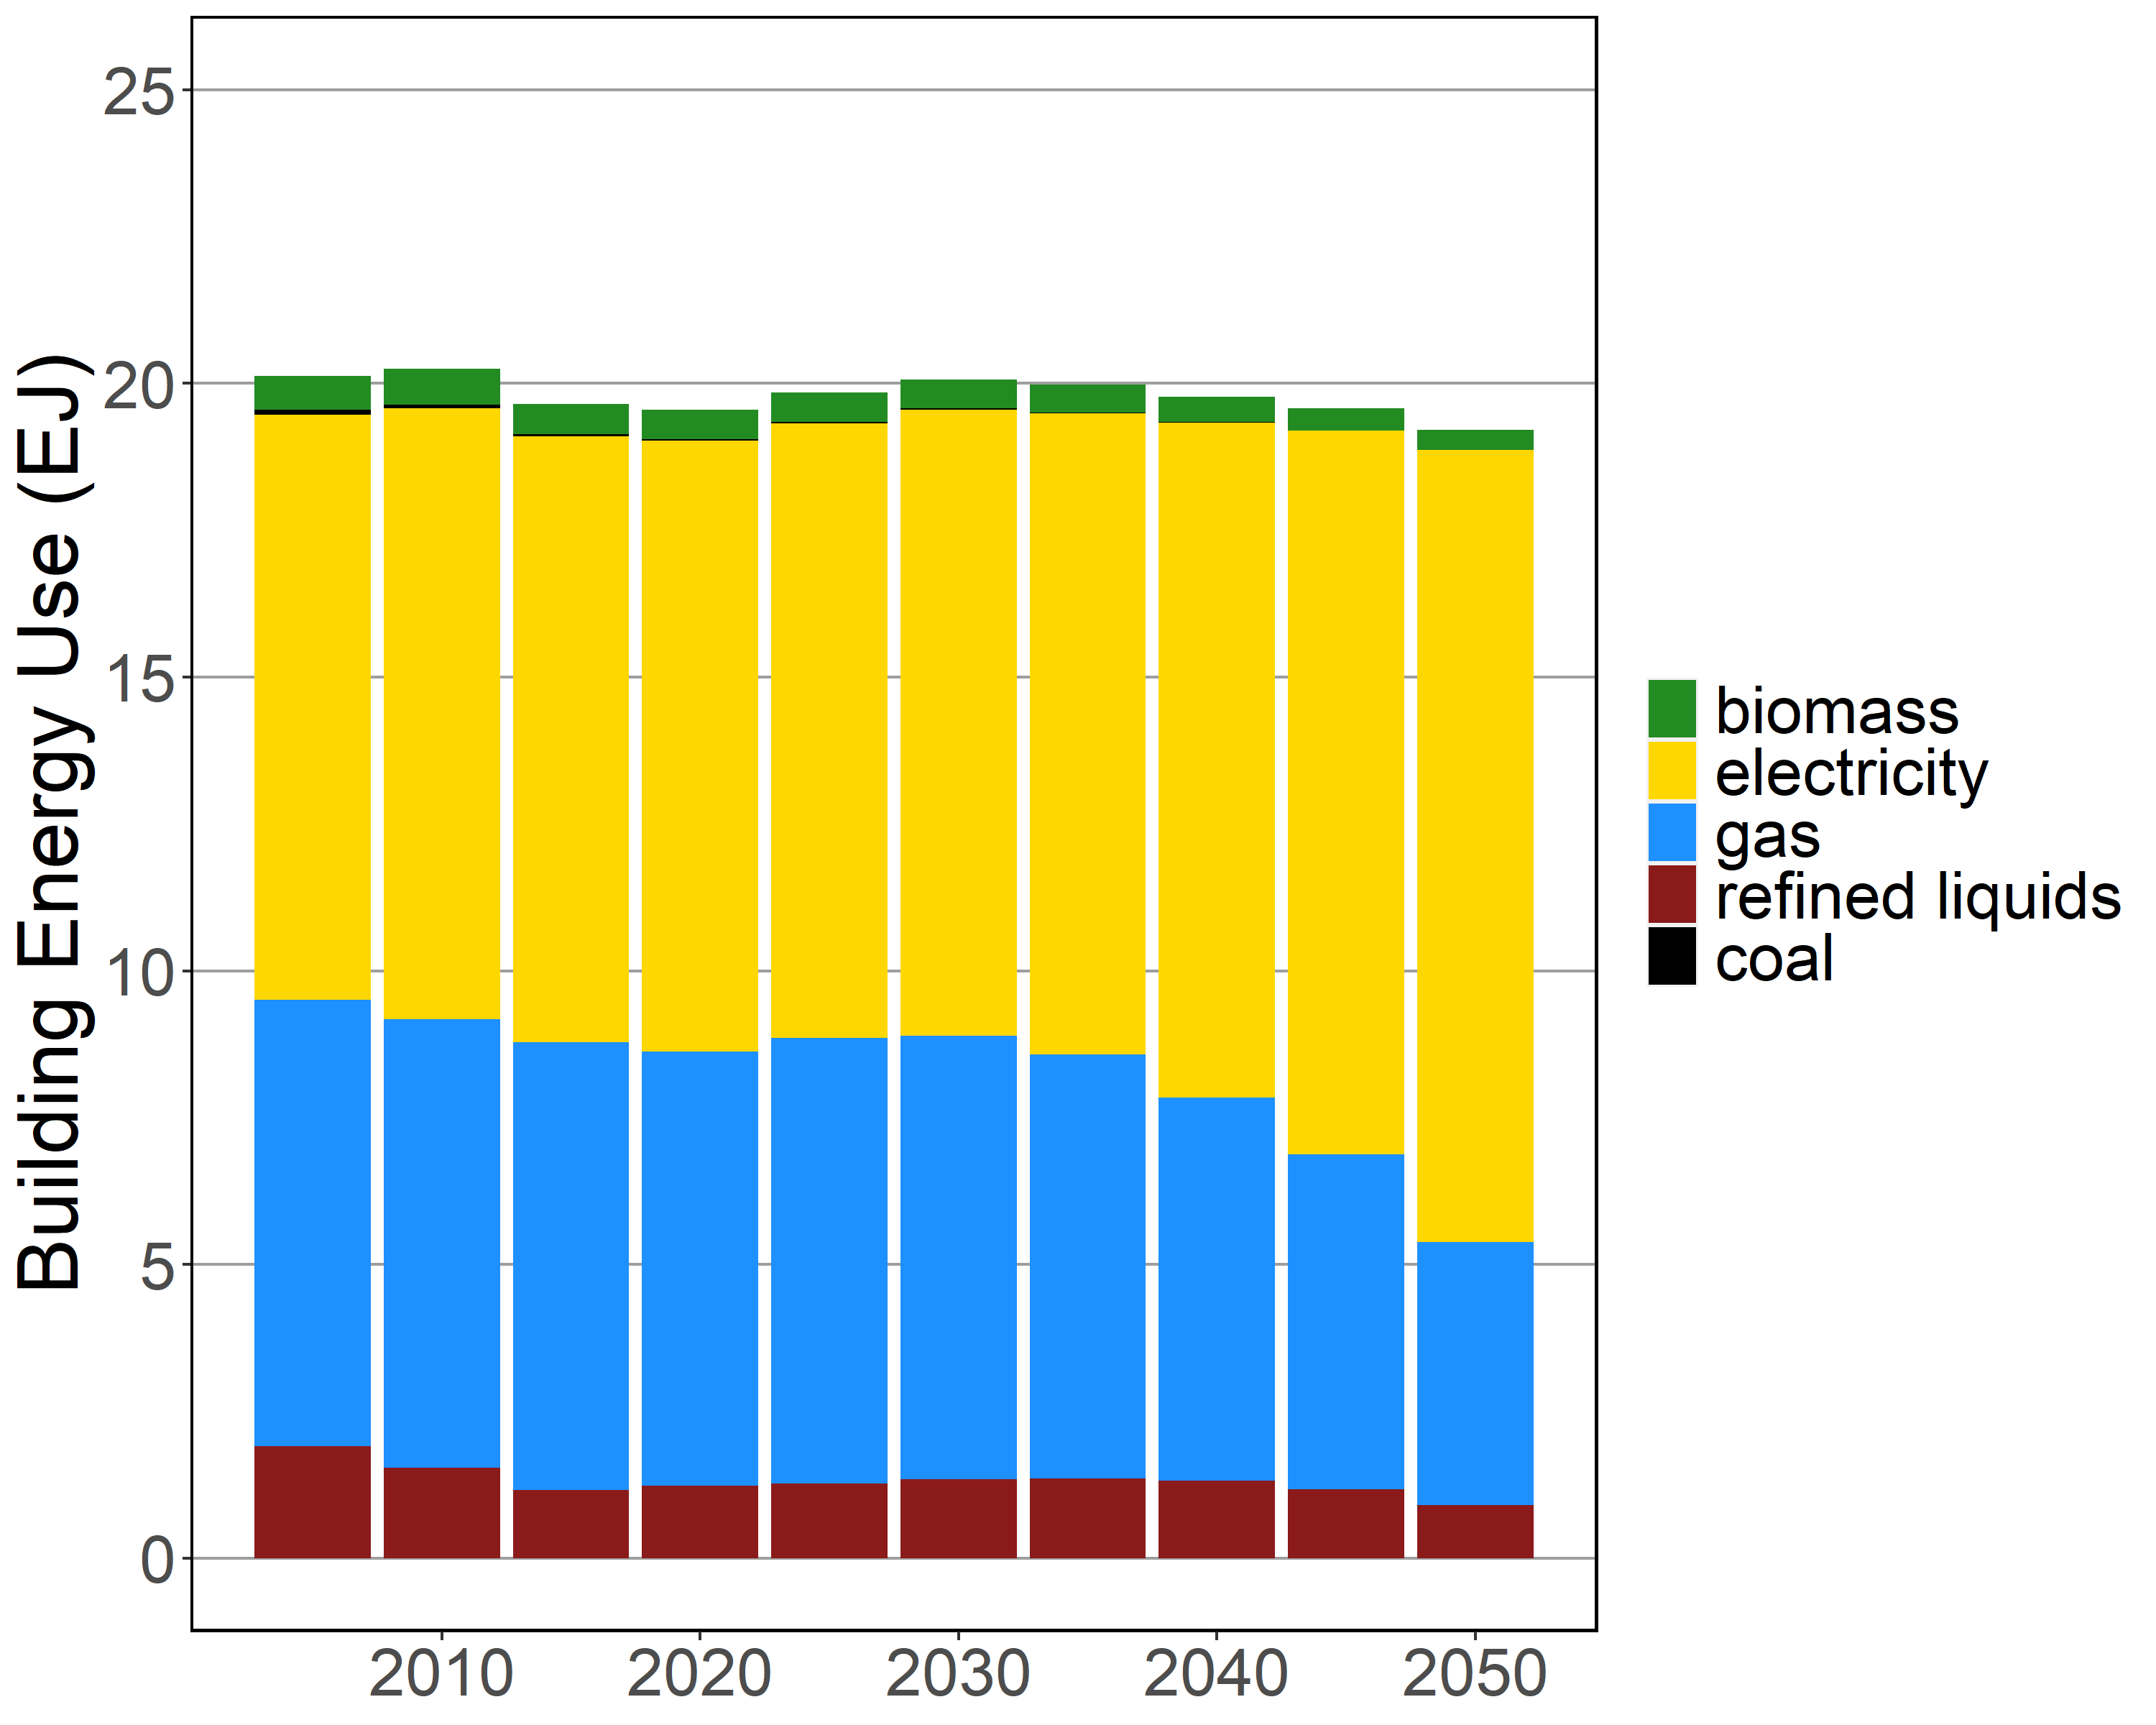 Building Energy Use (EJ)
25
20
15
10
5
0
2010 2020 2030 2040 2050
biomass
electricity
gas
refined liquids
coal